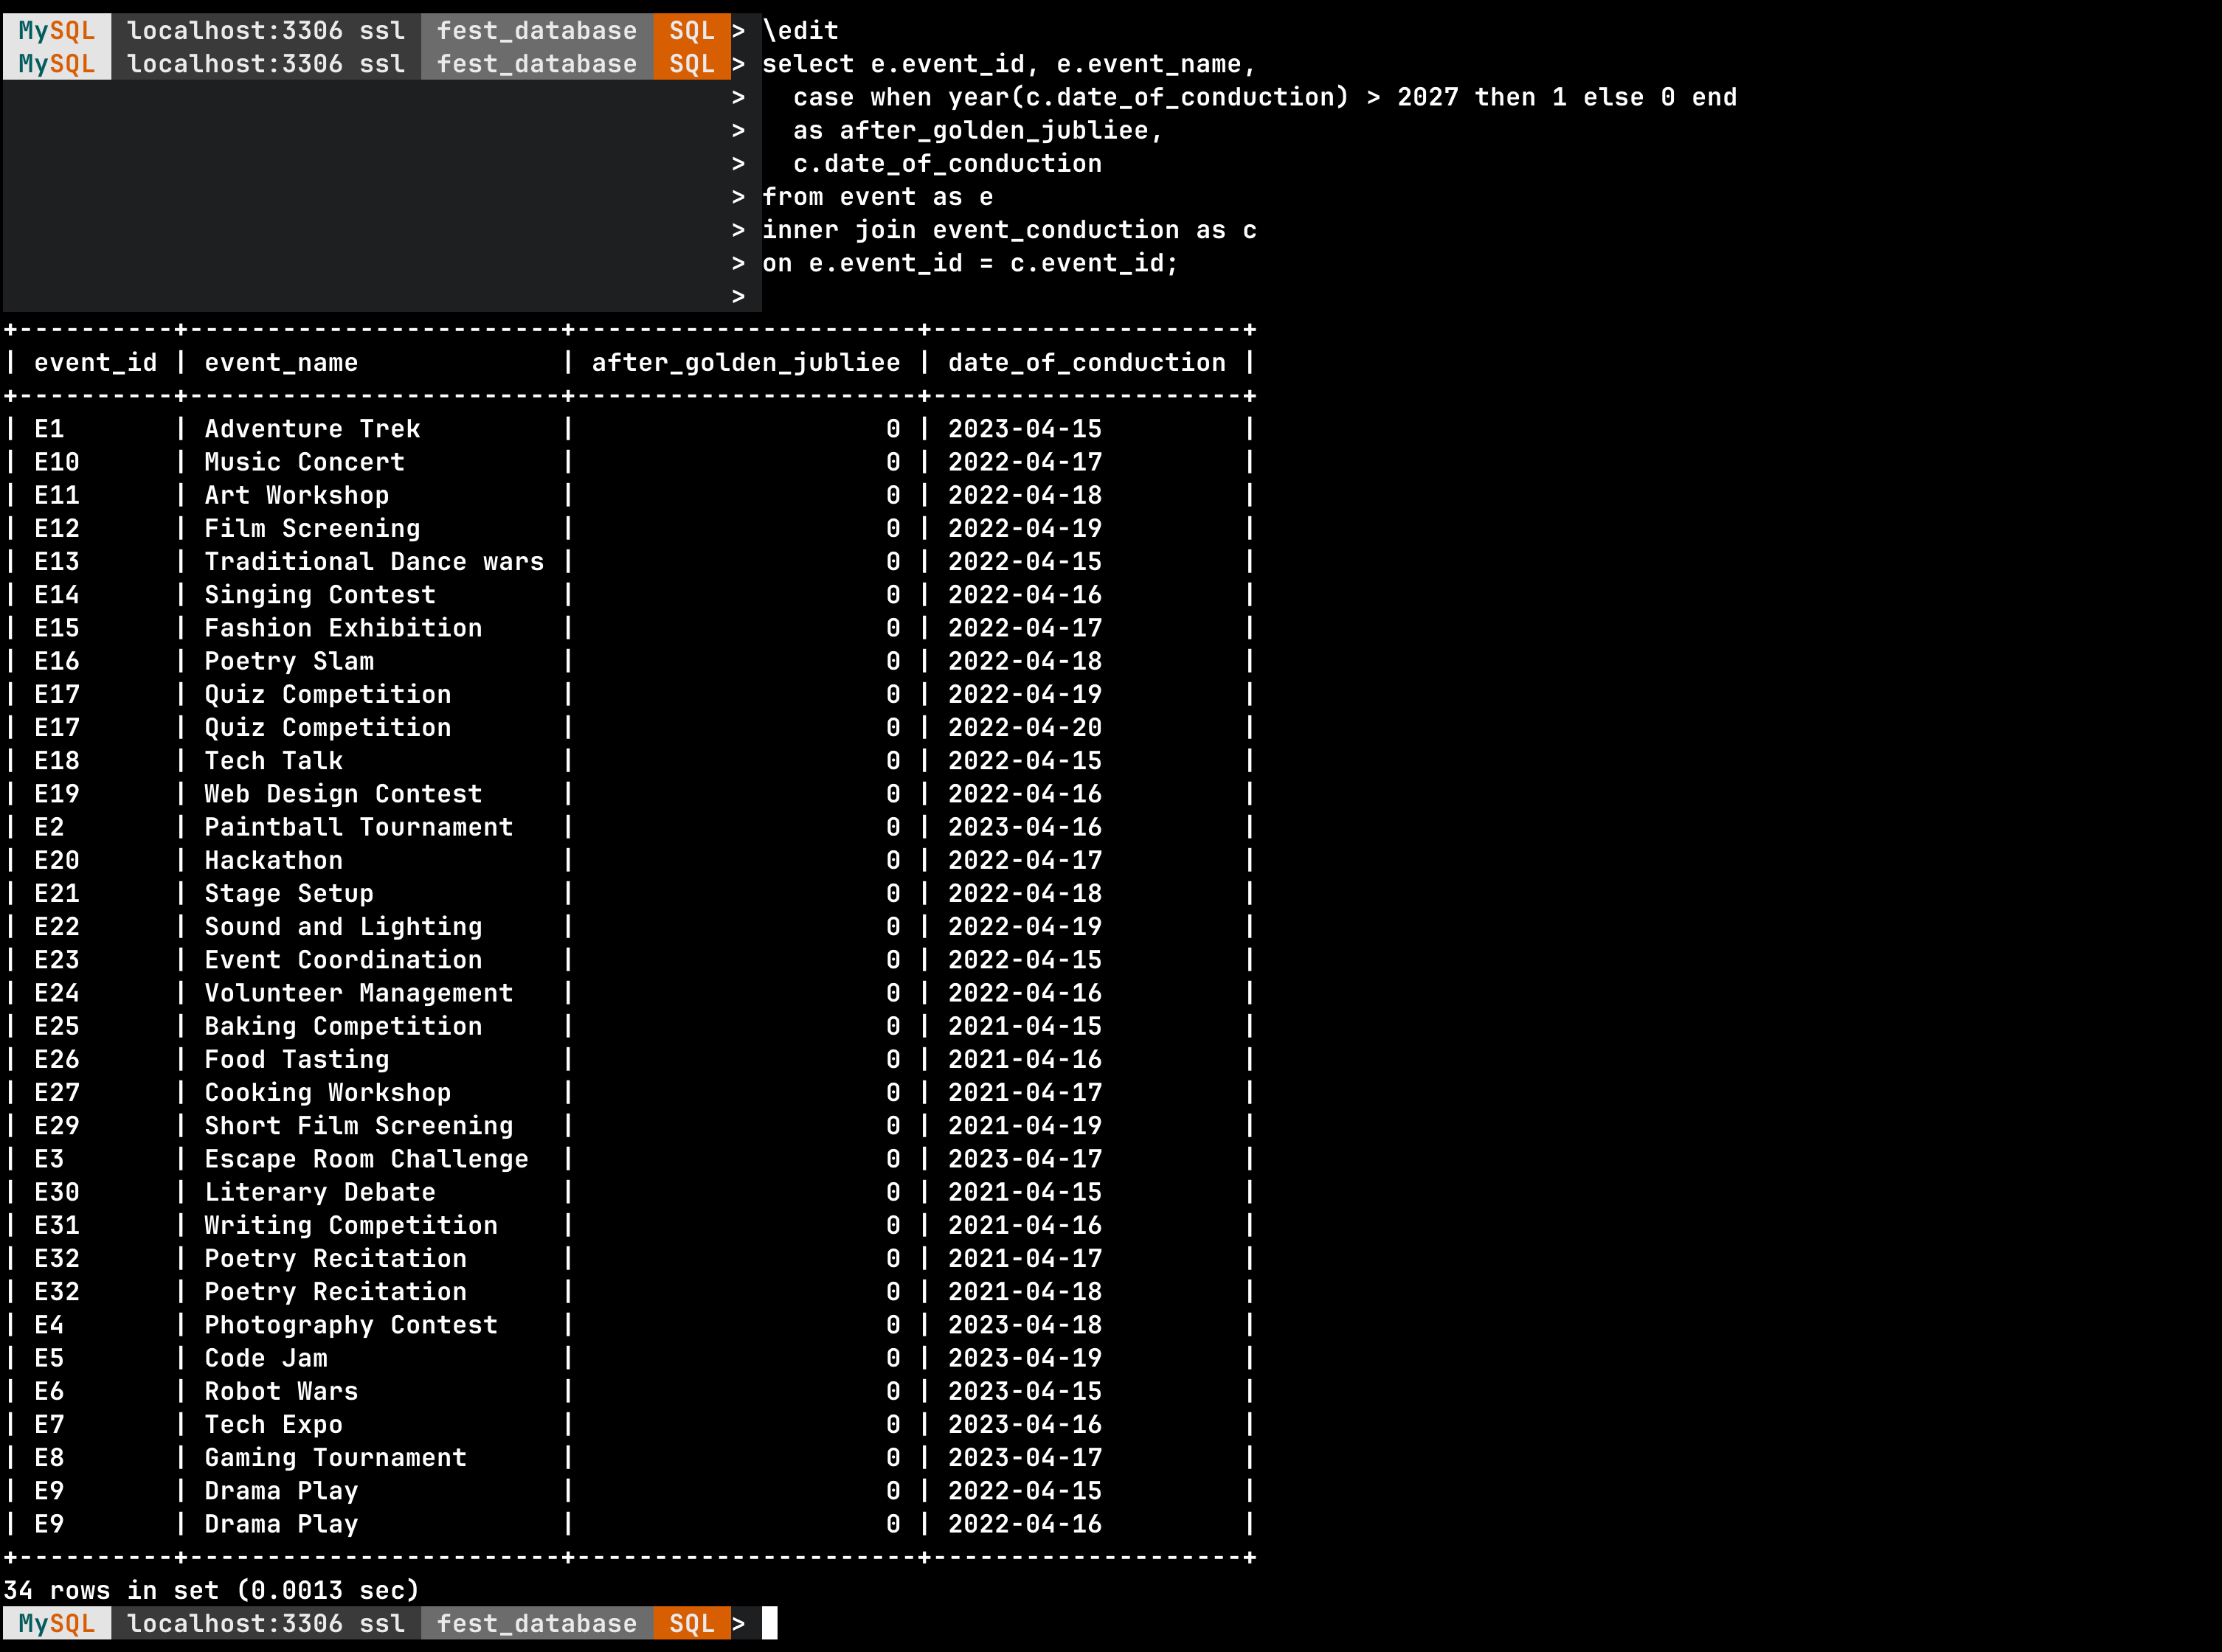 MySQL localhost:3306 ssl fest_database SQL > \edit
MySQL localhost:3306 ssl fest_database SQL > select e.event_id, e.event_name,
> case when year(c.date_of_conduction) > 2027 then 1 else 0 end
> as after_golden_jubliee,
> c.date_of_conduction
> from event as e
> inner join event_conduction as c
> on e.event_id = c.event_id;
>
+----------+------------------------+----------------------+--------------------+
| event_id | event_name | after_golden_jubliee | date_of_conduction |
+----------+------------------------+----------------------+--------------------+
| E1 | Adventure Trek | 0 | 2023-04-15 |
| E10 | Music Concert | 0 | 2022-04-17 |
| E11 | Art Workshop | 0 | 2022-04-18 |
| E12 | Film Screening | 0 | 2022-04-19 |
| E13 | Traditional Dance wars | 0 | 2022-04-15 |
| E14 | Singing Contest | 0 | 2022-04-16 |
| E15 | Fashion Exhibition | 0 | 2022-04-17 |
| E16 | Poetry Slam | 0 | 2022-04-18 |
| E17 | Quiz Competition | 0 | 2022-04-19 |
| E17 | Quiz Competition | 0 | 2022-04-20 |
| E18 | Tech Talk | 0 | 2022-04-15 |
| E19 | Web Design Contest | 0 | 2022-04-16 |
| E2 | Paintball Tournament | 0 | 2023-04-16 |
| E20 | Hackathon | 0 | 2022-04-17 |
| E21 | Stage Setup | 0 | 2022-04-18 |
| E22 | Sound and Lighting | 0 | 2022-04-19 |
| E23 | Event Coordination | 0 | 2022-04-15 |
| E24 | Volunteer Management | 0 | 2022-04-16 |
| E25 | Baking Competition | 0 | 2021-04-15 |
| E26 | Food Tasting | 0 | 2021-04-16 |
| E27 | Cooking Workshop | 0 | 2021-04-17 |
| E29 | Short Film Screening | 0 | 2021-04-19 |
| E3 | Escape Room Challenge | 0 | 2023-04-17 |
| E30 | Literary Debate | 0 | 2021-04-15 |
| E31 | Writing Competition | 0 | 2021-04-16 |
| E32 | Poetry Recitation | 0 | 2021-04-17 |
| E32 | Poetry Recitation | 0 | 2021-04-18 |
| E4 | Photography Contest | 0 | 2023-04-18 |
| E5 | Code Jam | 0 | 2023-04-19 |
| E6 | Robot Wars | 0 | 2023-04-15 |
| E7 | Tech Expo | 0 | 2023-04-16 |
| E8 | Gaming Tournament | 0 | 2023-04-17 |
| E9 | Drama Play | 0 | 2022-04-15 |
| E9 | Drama Play | 0 | 2022-04-16 |
+----------+------------------------+----------------------+--------------------+
34 rows in set (0.0013 sec)
MySQL localhost:3306 ssl fest_database SQL >